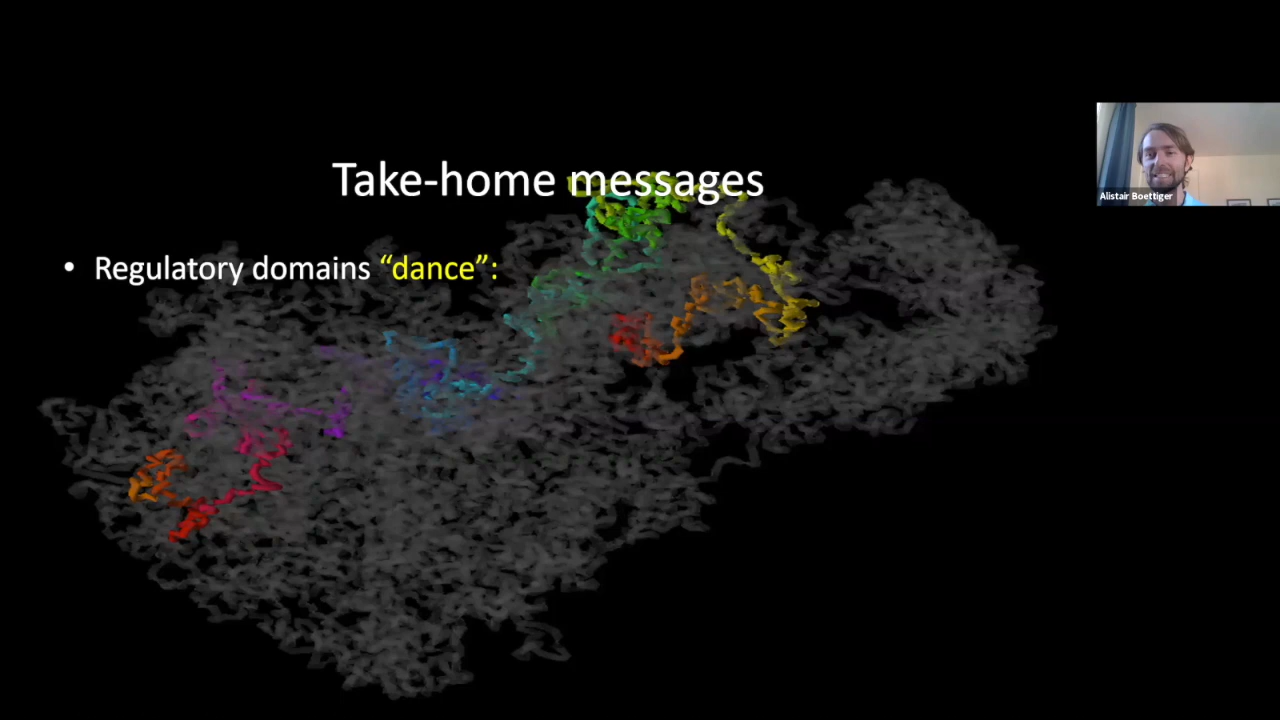 Take-home messages
• Regulatory domains “dance”:
Alistair Boettiger